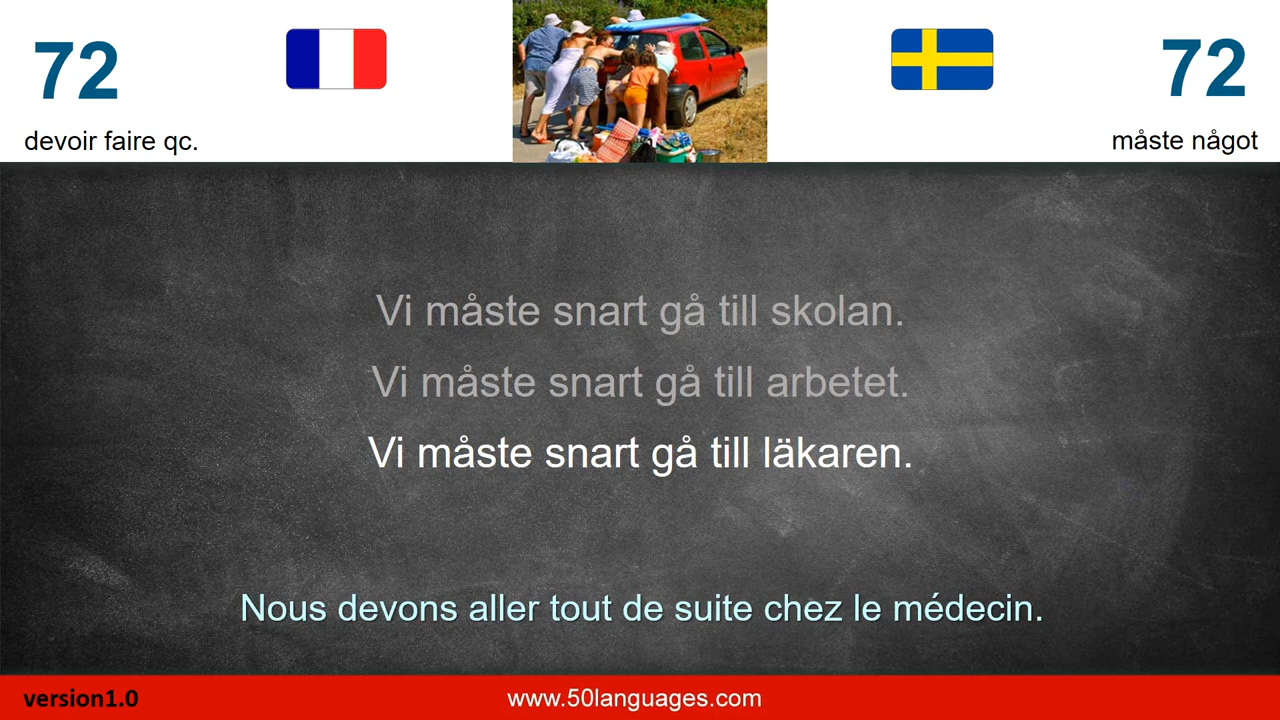 72
72
devoir faire qc.
måste något
Vi måste snart gå till skolan.
Vi måste snart gå till arbetet.
Vi måste snart gå till läkaren.
Nous devons aller tout de suite chez le médecin.
version1.0
www.50languages.com